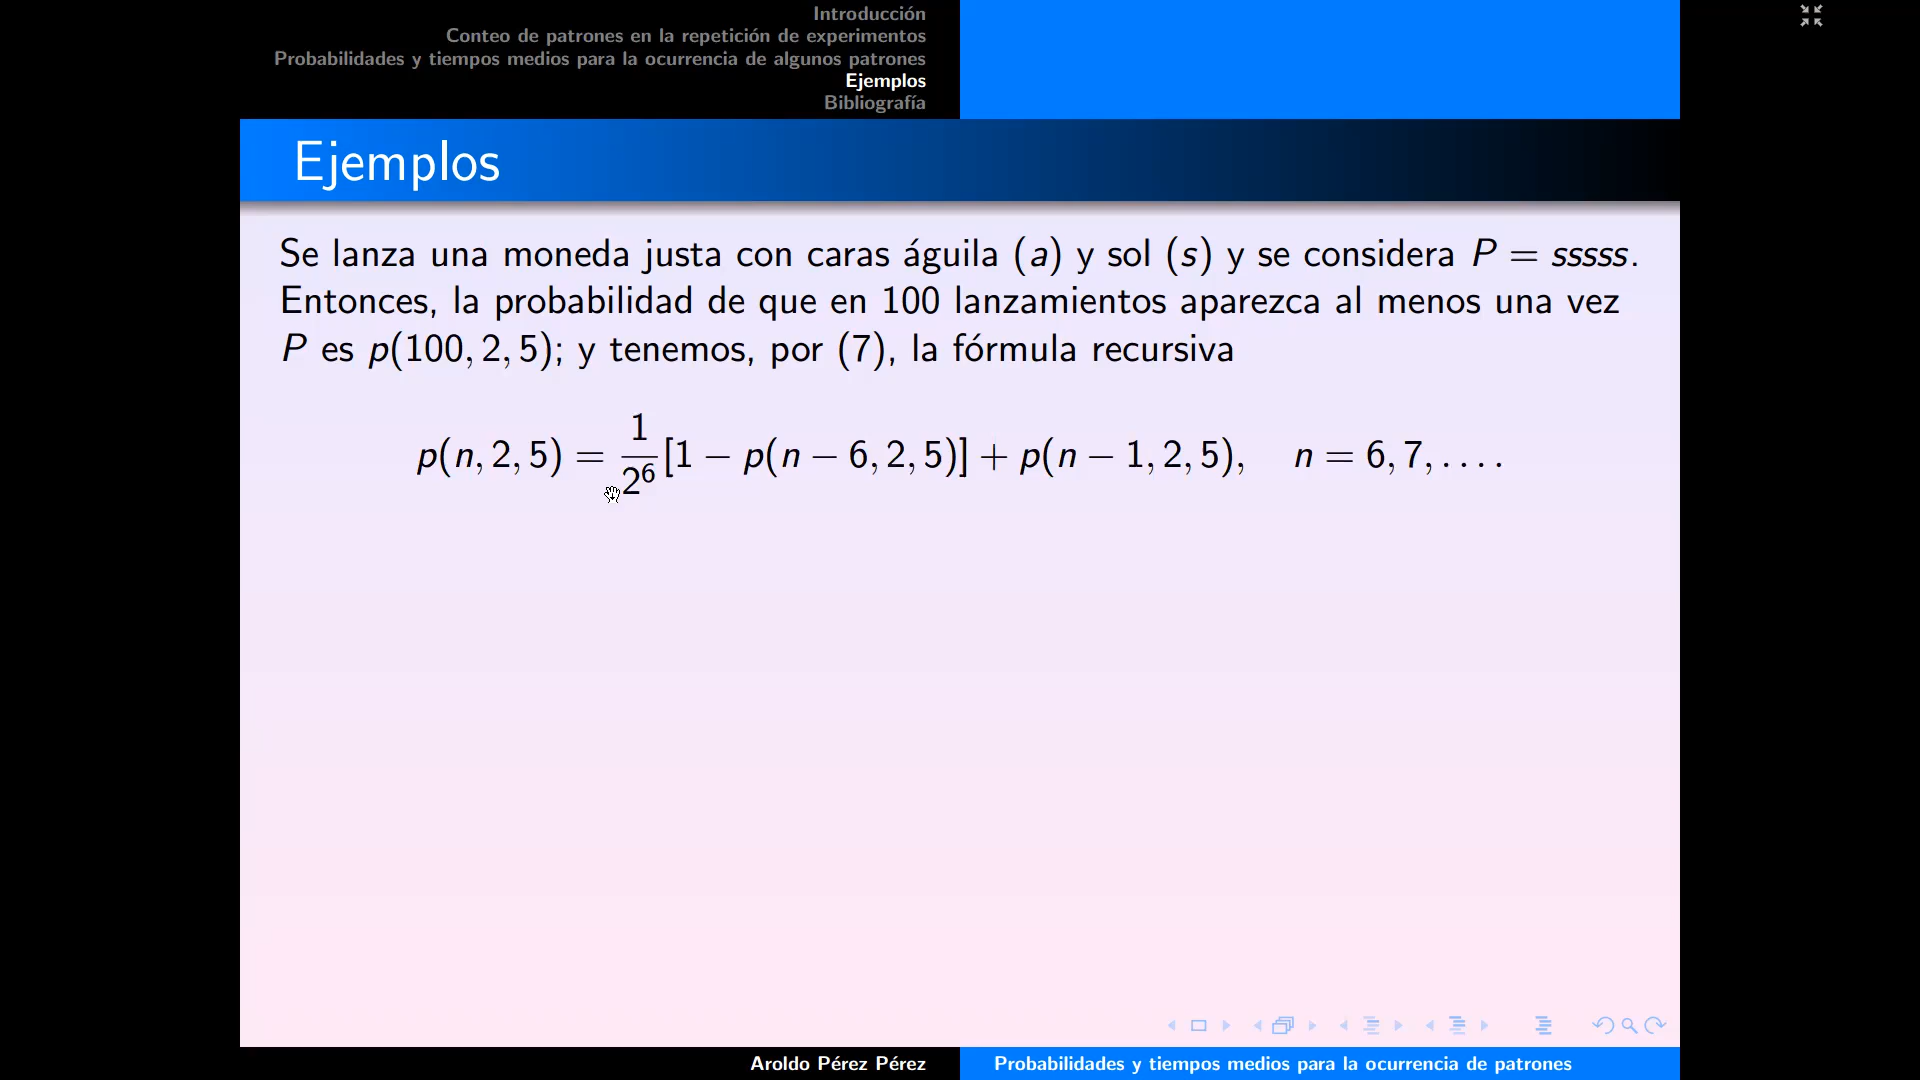 Introducción
Conteo de patrones en la repetición de experimentos
Probabilidades y tiempos medios para la ocurrencia de algunos patrones
Ejemplos
Bibliografía
Ejemplos
Se lanza una moneda justa con caras águila (a) y sol (s) y se considera P = sssss.
Entonces, la probabilidad de que en 100 lanzamientos aparezca al menos una vez
P es p(100, 2, 5); y tenemos, por (7), la fórmula recursiva
p(n, 2, 5) = \frac{1}{2^6}[1 − p(n − 6, 2, 5)] + p(n − 1, 2, 5), n = 6, 7, . . . .
Aroldo Pérez Pérez
Probabilidades y tiempos medios para la ocurrencia de patrones